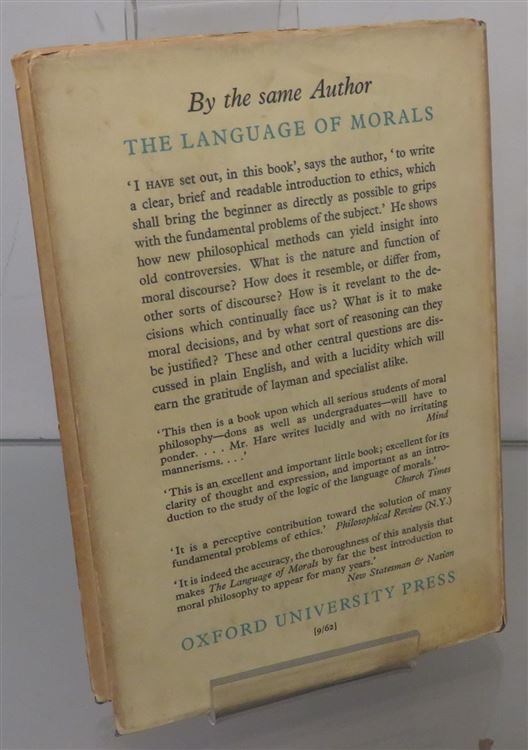 By the same Author
THE LANGUAGE OF MORALS
‘I HAVE set out, in this book’, says the author, ‘to write
a clear, brief and readable introduction to ethics, which
shall bring the beginner as directly as possible to grips
with the fundamental problems of the subject.’ He shows
how new philosophical methods can yield insight into
old controversies. What is the nature and function of
moral discourse? How does it resemble, or differ from,
other sorts of discourse? How is it revelant to the de-
cisions which continually face us? What is it to make
moral decisions, and by what sort of reasoning can they
be justified? These and other central questions are dis-
cussed in plain English, and with a lucidity which will
earn the gratitude of layman and specialist alike.
‘This then is a book upon which all serious students of moral
philosophy—dons as well as undergraduates—will have to
ponder. . . . Mr. Hare writes lucidly and with no irritating
mannerisms. . . .’ Mind
‘This is an excellent and important little book; excellent for its
clarity of thought and expression, and important as an intro-
duction to the study of the logic of the language of morals.’
Church Times
‘It is a perceptive contribution toward the solution of many
fundamental problems of ethics.’ Philosophical Review (N.Y.)
‘It is indeed the accuracy, the thoroughness of this analysis that
makes The Language of Morals by far the best introduction to
moral philosophy to appear for many years.’
New Statesman & Nation
OXFORD UNIVERSITY PRESS
[9/62]